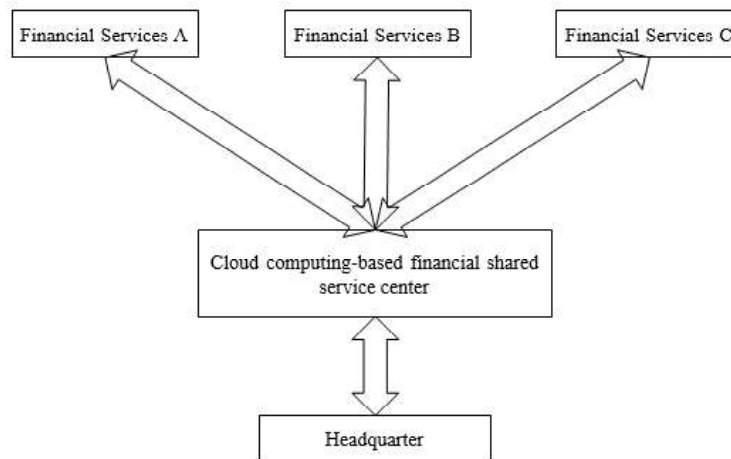 Financial Services A
Financial Services B
Financial Services C
Cloud computing-based financial shared
service center
Headquarter